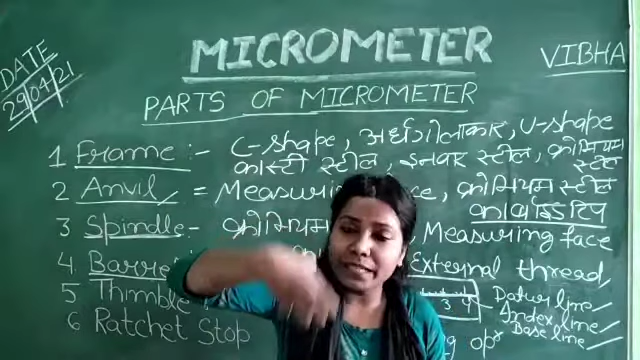 MICROMETER
DATE
29/04/21
VIBHA
PARTS OF MICROMETER
1 Frame :- C-shape, अर्धगोलाकार, U-shape
कास्टी स्टील, इनवार स्टील, क्रोमियम स्टील
2 Anvil = Measuring face, क्रोमियम स्टील
कार्बाइड टिप
3 Spindle - क्रोमियम Measuring face
4 Barrel External thread,
5 Thimble Datum line
3 4 Index line
6 Ratchet Stop Base line